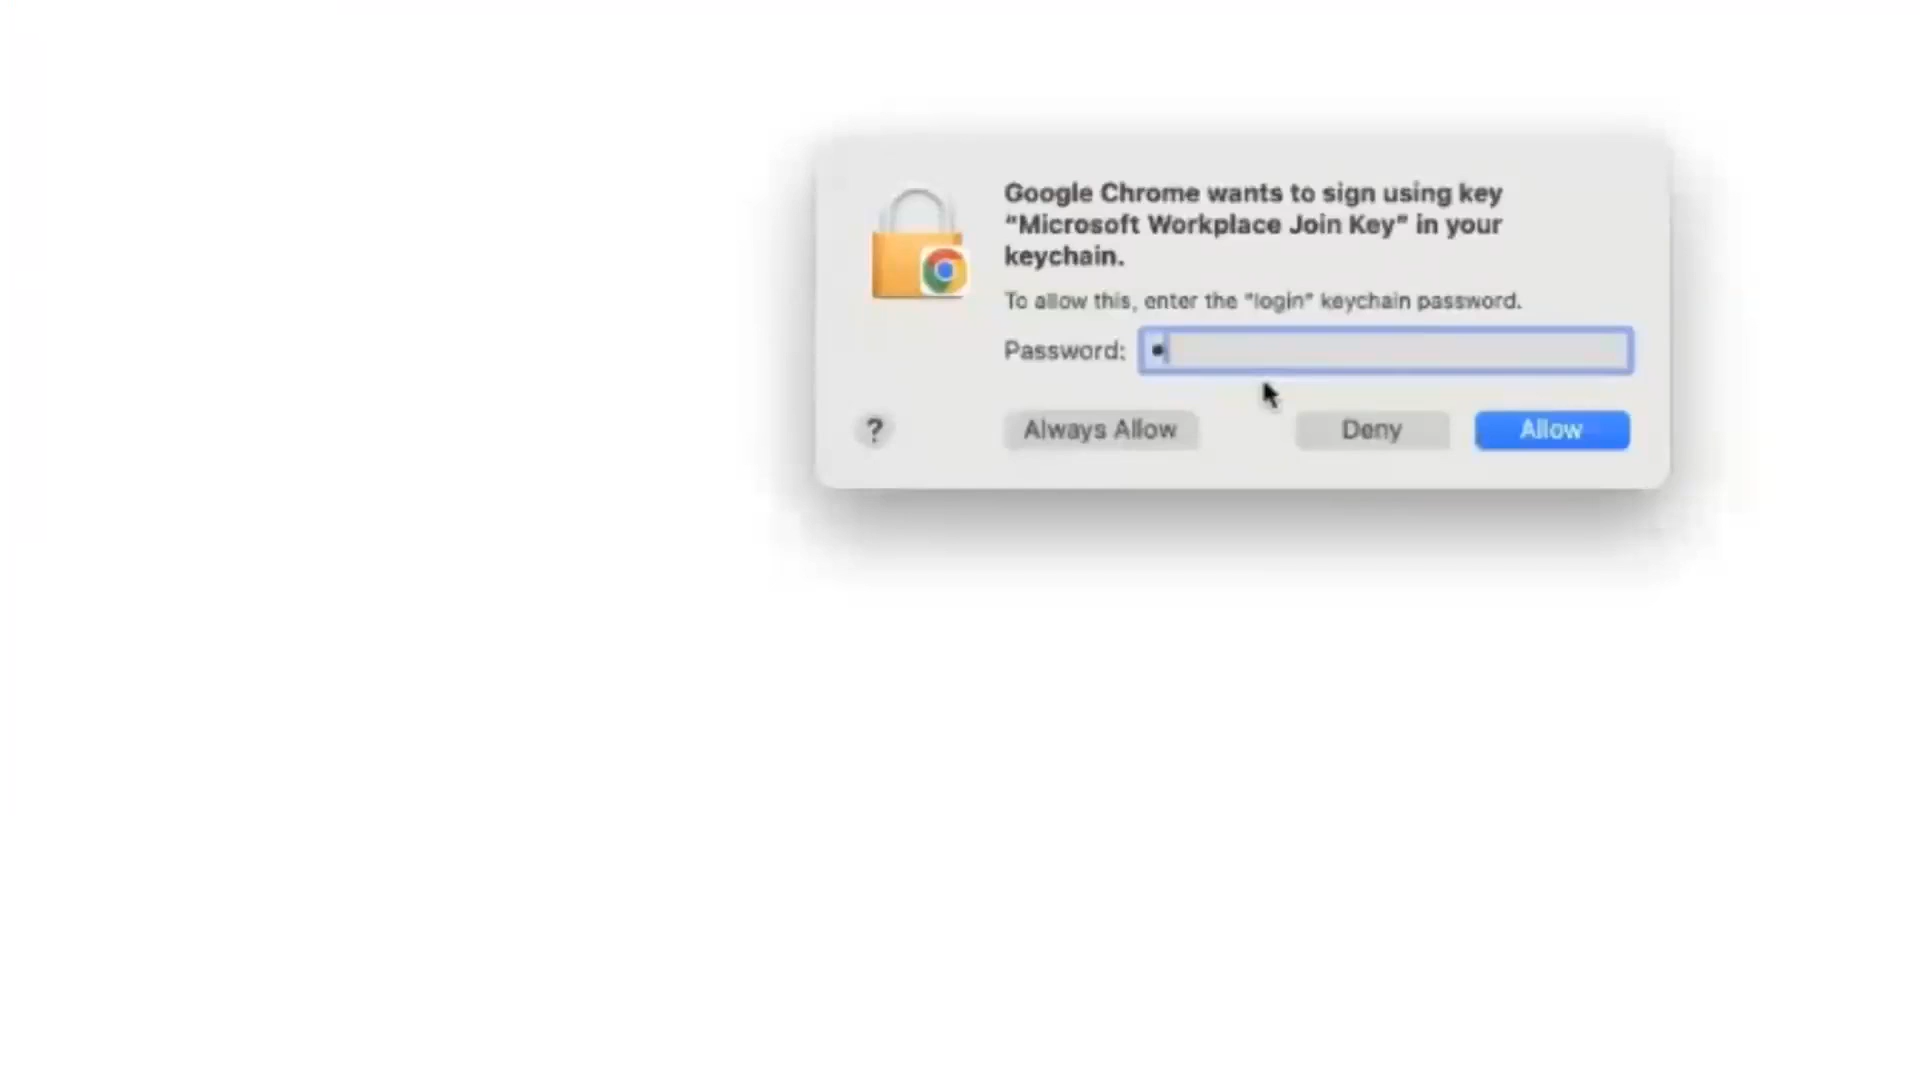 Google Chrome wants to sign using key
“Microsoft Workplace Join Key” in your
keychain.
To allow this, enter the "login" keychain password.
Password: •
? Always Allow Deny Allow